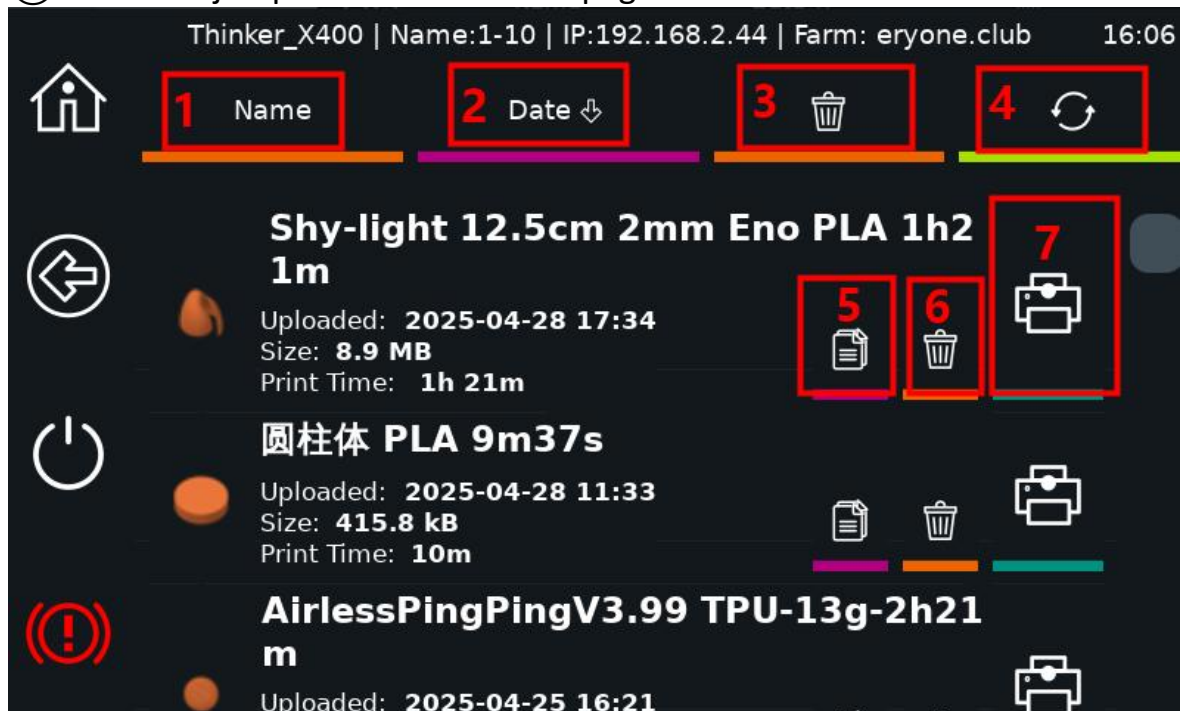 Thinker_X400 | Name:1-10 | IP:192.168.2.44 | Farm: eryone.club 16:06
1 Name 2 Date 3 4
Shy-light 12.5cm 2mm Eno PLA 1h2
1m
7
Uploaded: 2025-04-28 17:34
5 6
Size: 8.9 MB
Print Time: 1h 21m
圆柱体 PLA 9m37s
Uploaded: 2025-04-28 11:33
Size: 415.8 kB
Print Time: 10m
AirlessPingPingV3.99 TPU-13g-2h21
m
Uploaded: 2025-04-25 16:21